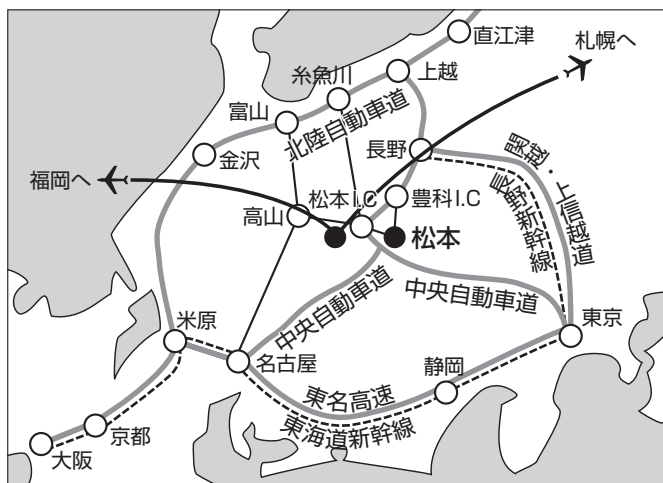 直江津
札幌へ
糸魚川
上越
富山
北陸自動車道
長野
関越・上信越道
長野新幹線
金沢
福岡へ
松本I.C
豊科I.C
高山
松本
中央自動車道
中央自動車道
米原
東京
名古屋
静岡
東名高速
東海道新幹線
京都
大阪